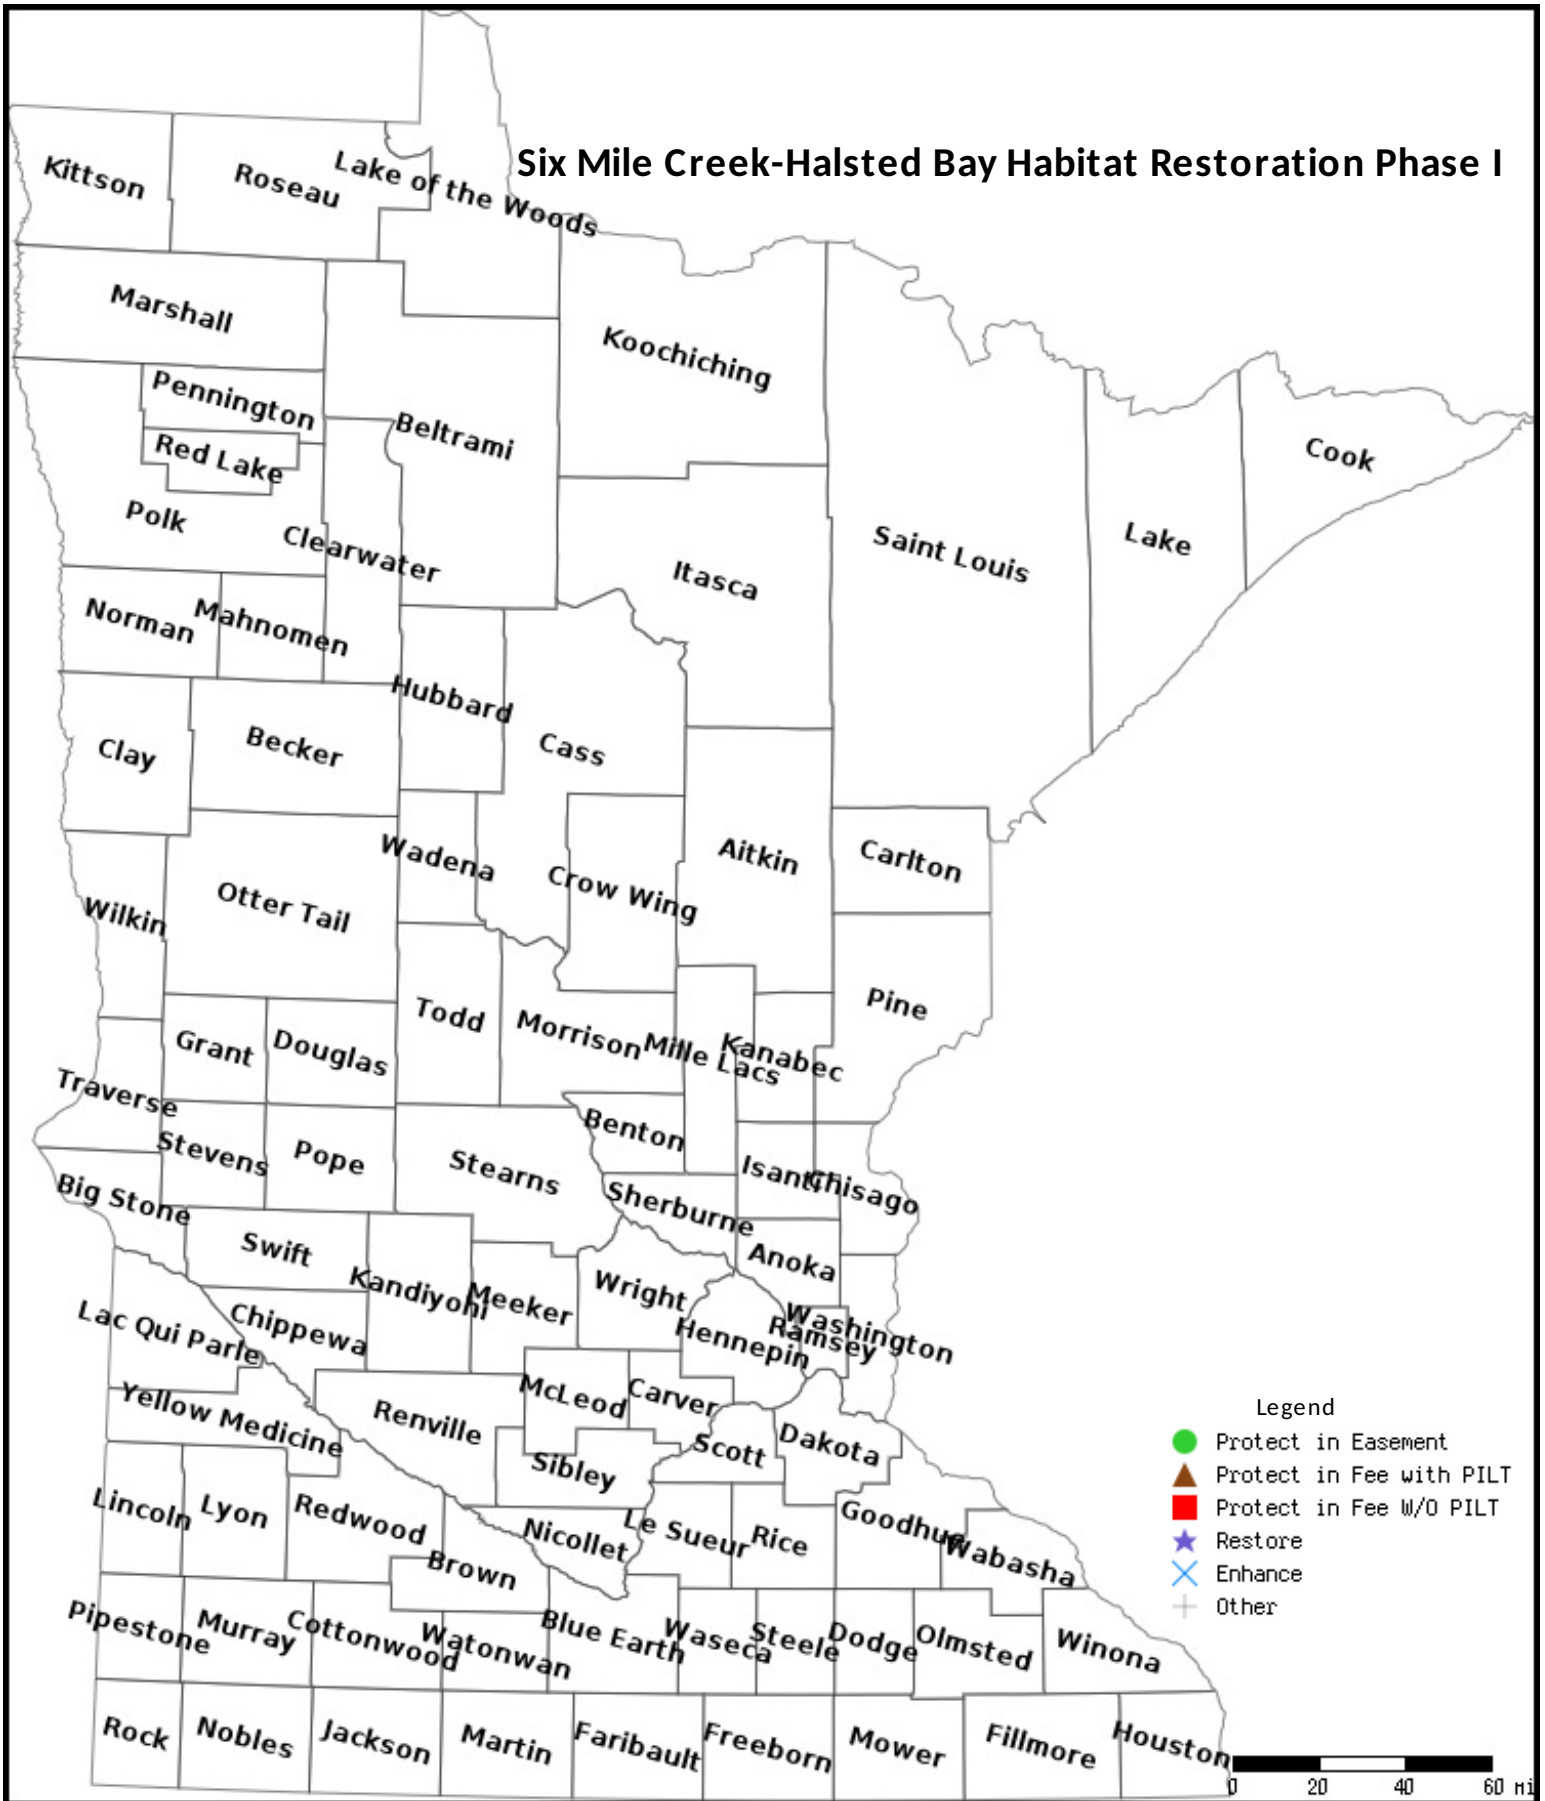 Six Mile Creek-Halsted Bay Habitat Restoration Phase I
Kittson
Roseau
Lake of the Woods
Marshall
Koochiching
Pennington
Beltrami
Red Lake
Cook
Polk
Clearwater
Saint Louis
Lake
Itasca
Norman
Mahnomen
Hubbard
Clay
Becker
Cass
Wadena
Aitkin
Carlton
Otter Tail
Crow Wing
Wilkin
Pine
Todd
Morrison
Mille Lacs
Kanabec
Grant
Douglas
Traverse
Benton
Stevens
Pope
Stearns
Isanti
Chisago
Big Stone
Sherburne
Swift
Anoka
Kandiyohi
Meeker
Wright
Lac Qui Parle
Chippewa
Hennepin
Ramsey
Washington
McLeod
Carver
Yellow Medicine
Renville
Scott
Dakota
Sibley
Lincoln
Lyon
Redwood
Nicollet
Le Sueur
Rice
Goodhue
Wabasha
Brown
Pipestone
Murray
Cottonwood
Watonwan
Blue Earth
Waseca
Steele
Dodge
Olmsted
Winona
Rock
Nobles
Jackson
Martin
Faribault
Freeborn
Mower
Fillmore
Houston
Legend
Protect in Easement
Protect in Fee with PILT
Protect in Fee W/O PILT
Restore
Enhance
Other
0 20 40 60 mi